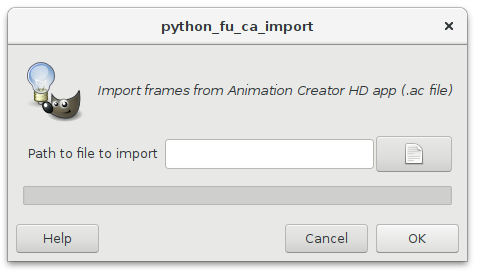 python_fu_ca_import
Import frames from Animation Creator HD app (.ac file)
Path to file to import
Help
Cancel
OK